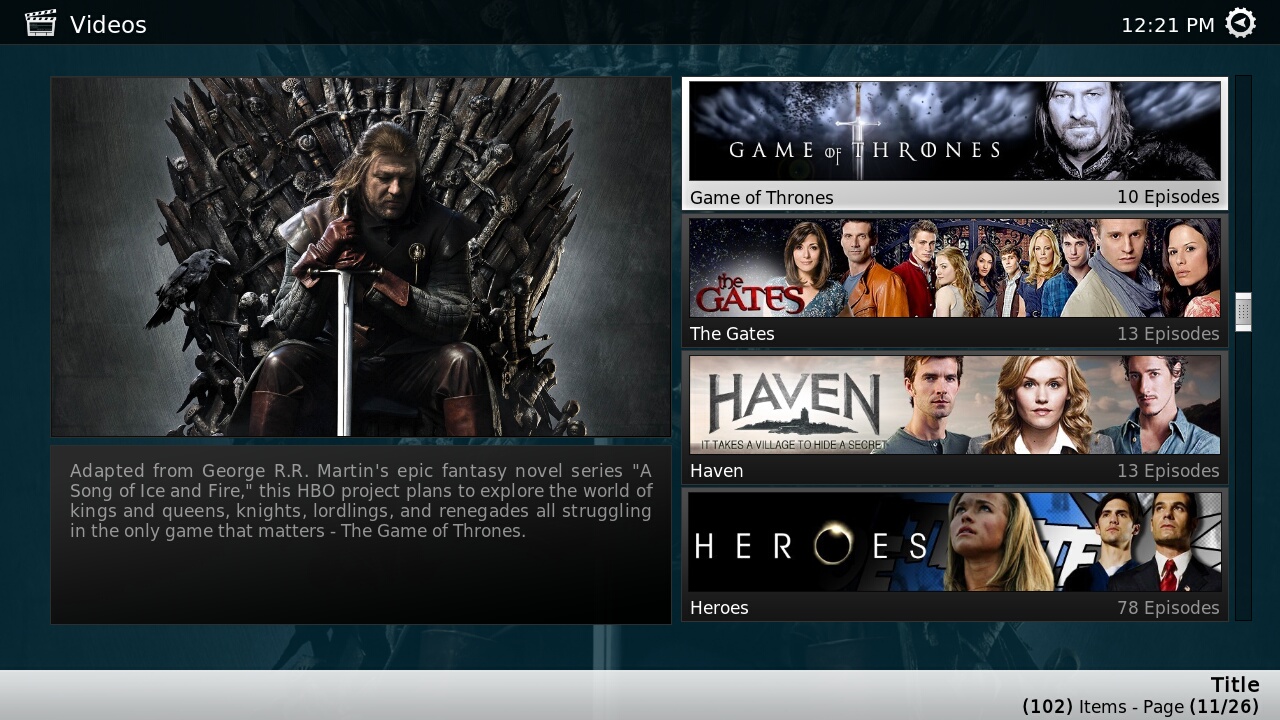 Videos
12:21 PM
Adapted from George R.R. Martin's epic fantasy novel series "A
Song of Ice and Fire," this HBO project plans to explore the world of
kings and queens, knights, lordlings, and renegades all struggling
in the only game that matters - The Game of Thrones.
GAME OF THRONES
Game of Thrones 10 Episodes
the
GATES
The Gates 13 Episodes
HAVEN
IT TAKES A VILLAGE TO HIDE A SECRET
Haven 13 Episodes
HEROES
Heroes 78 Episodes
Title
(102) Items - Page (11/26)